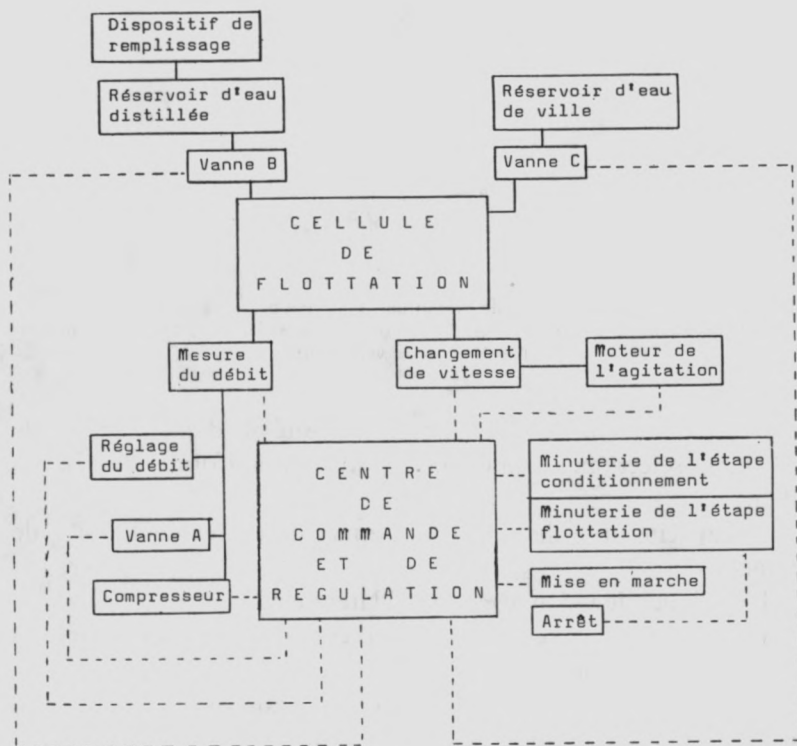 Dispositif de
remplissage
Réservoir d'eau
distillée
Réservoir d'eau
de ville
Vanne B
Vanne C
CELLULE
DE
FLOTTATION
Mesure
du débit
Changement
de vitesse
Moteur de
l'agitation
Réglage
du débit
Vanne A
Compresseur
CENTRE
DE
COMMANDE
ET DE
REGULATION
Minuterie de l'étape
conditionnement
Minuterie de l'étape
flottation
Mise en marche
Arrêt